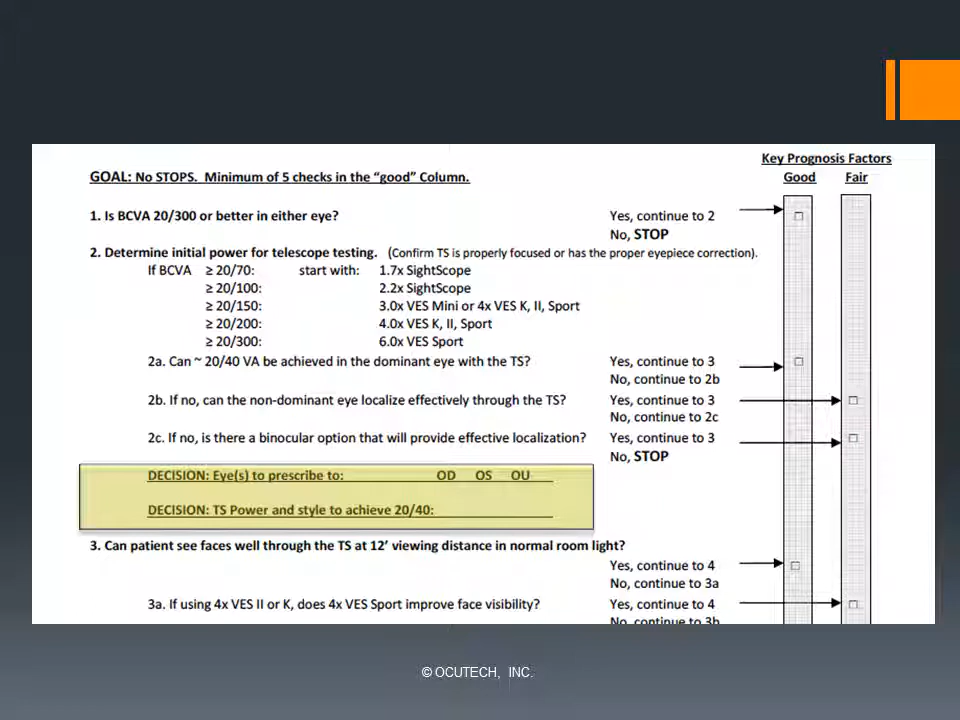 Key Prognosis Factors
GOAL: No STOPS. Minimum of 5 checks in the "good" Column. Good Fair
1. Is BCVA 20/300 or better in either eye? Yes, continue to 2
No, STOP
2. Determine initial power for telescope testing. (Confirm TS is properly focused or has the proper eyepiece correction).
If BCVA ≥ 20/70: start with: 1.7x SightScope
≥ 20/100: 2.2x SightScope
≥ 20/150: 3.0x VES Mini or 4x VES K, II, Sport
≥ 20/200: 4.0x VES K, II, Sport
≥ 20/300: 6.0x VES Sport
2a. Can ~ 20/40 VA be achieved in the dominant eye with the TS? Yes, continue to 3
No, continue to 2b
2b. If no, can the non-dominant eye localize effectively through the TS? Yes, continue to 3
No, continue to 2c
2c. If no, is there a binocular option that will provide effective localization? Yes, continue to 3
No, STOP
DECISION: Eye(s) to prescribe to: OD OS OU
DECISION: TS Power and style to achieve 20/40:
3. Can patient see faces well through the TS at 12' viewing distance in normal room light?
Yes, continue to 4
No, continue to 3a
3a. If using 4x VES II or K, does 4x VES Sport improve face visibility? Yes, continue to 4
No, continue to 3b
© OCUTECH, INC.